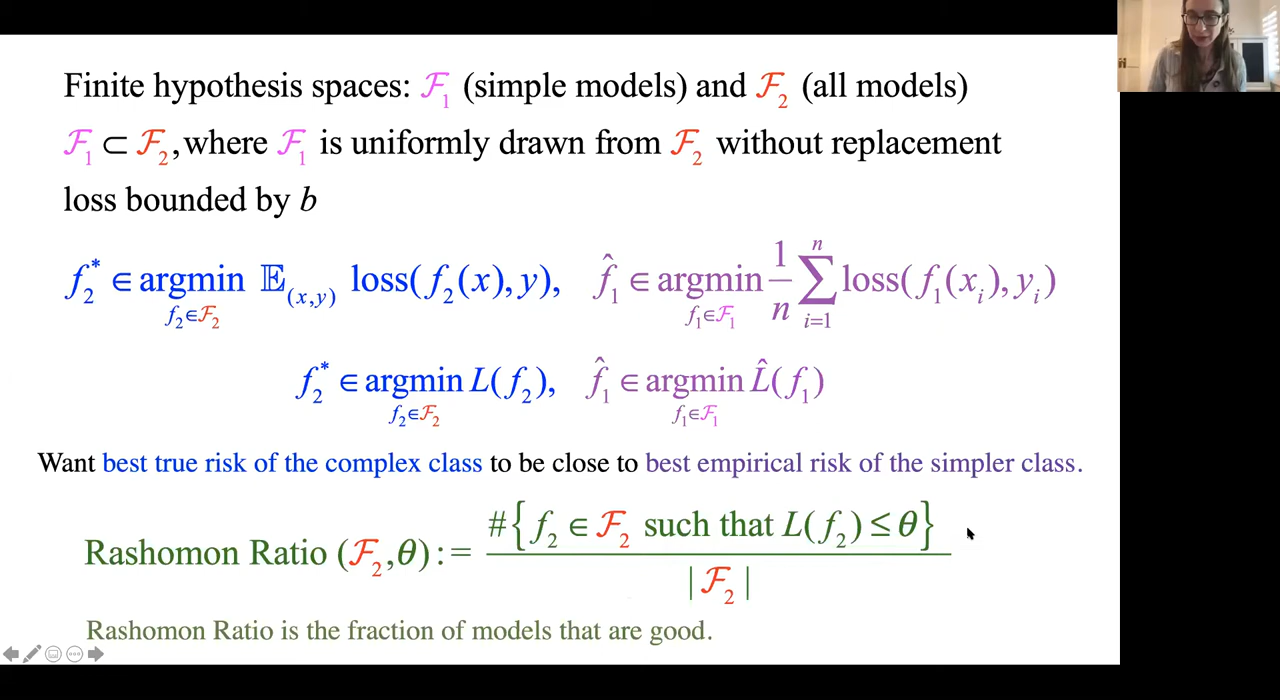 Finite hypothesis spaces: ℱ₁ (simple models) and ℱ₂ (all models)
ℱ₁ ⊂ ℱ₂, where ℱ₁ is uniformly drawn from ℱ₂ without replacement
loss bounded by b
f₂* ∈ argmin_{f₂∈ℱ₂} 𝔼_{(x,y)} loss(f₂(x), y), f̂₁ ∈ argmin_{f₁∈ℱ₁} 1/n ∑_{i=1}^{n} loss(f₁(xᵢ), yᵢ)
f₂* ∈ argmin_{f₂∈ℱ₂} L(f₂), f̂₁ ∈ argmin_{f₁∈ℱ₁} L̂(f₁)
Want best true risk of the complex class to be close to best empirical risk of the simpler class.
Rashomon Ratio (ℱ₂, θ) := #{f₂ ∈ ℱ₂ such that L(f₂) ≤ θ} / |ℱ₂|
Rashomon Ratio is the fraction of models that are good.